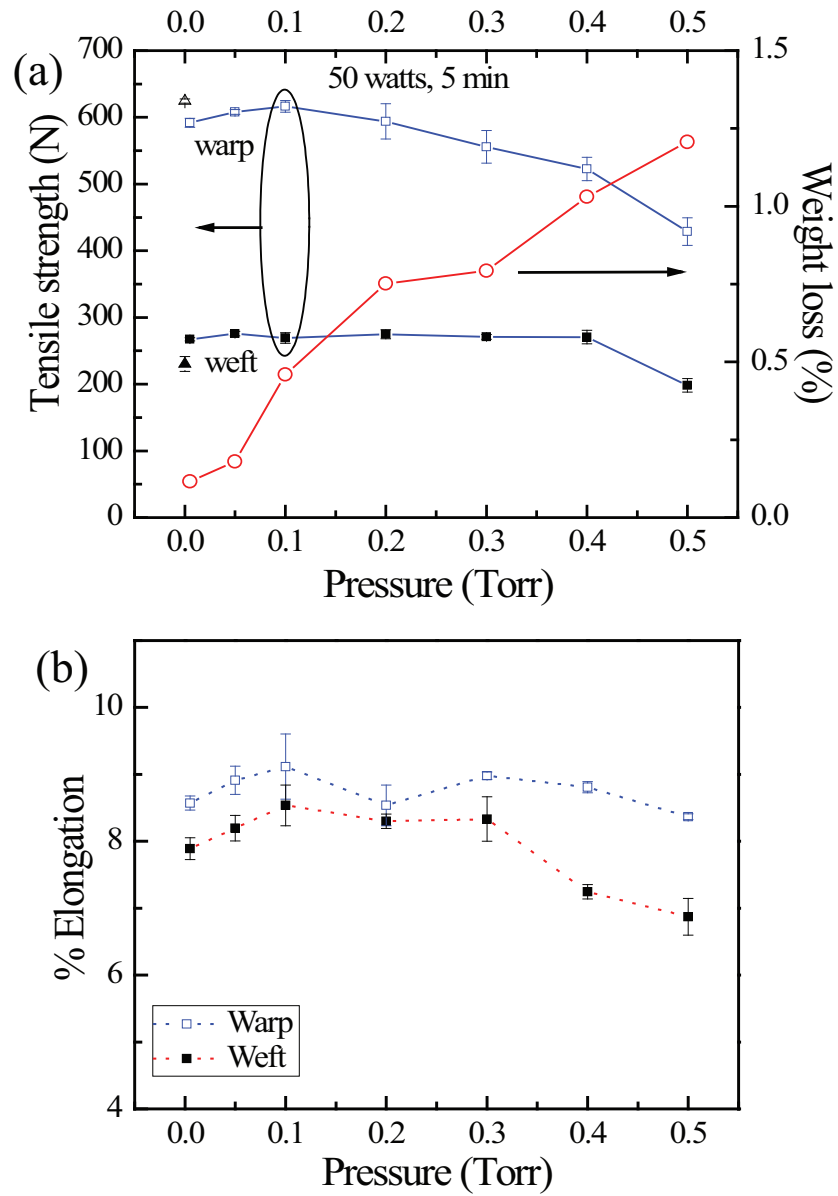 0.0 0.1 0.2 0.3 0.4 0.5
(a)
50 watts, 5 min
warp
weft
Tensile strength (N)
700
600
500
400
300
200
100
0
Weight loss (%)
1.5
1.0
0.5
0.0
0.0 0.1 0.2 0.3 0.4 0.5
Pressure (Torr)
(b)
% Elongation
10
8
6
4
Warp
Weft
0.0 0.1 0.2 0.3 0.4 0.5
Pressure (Torr)